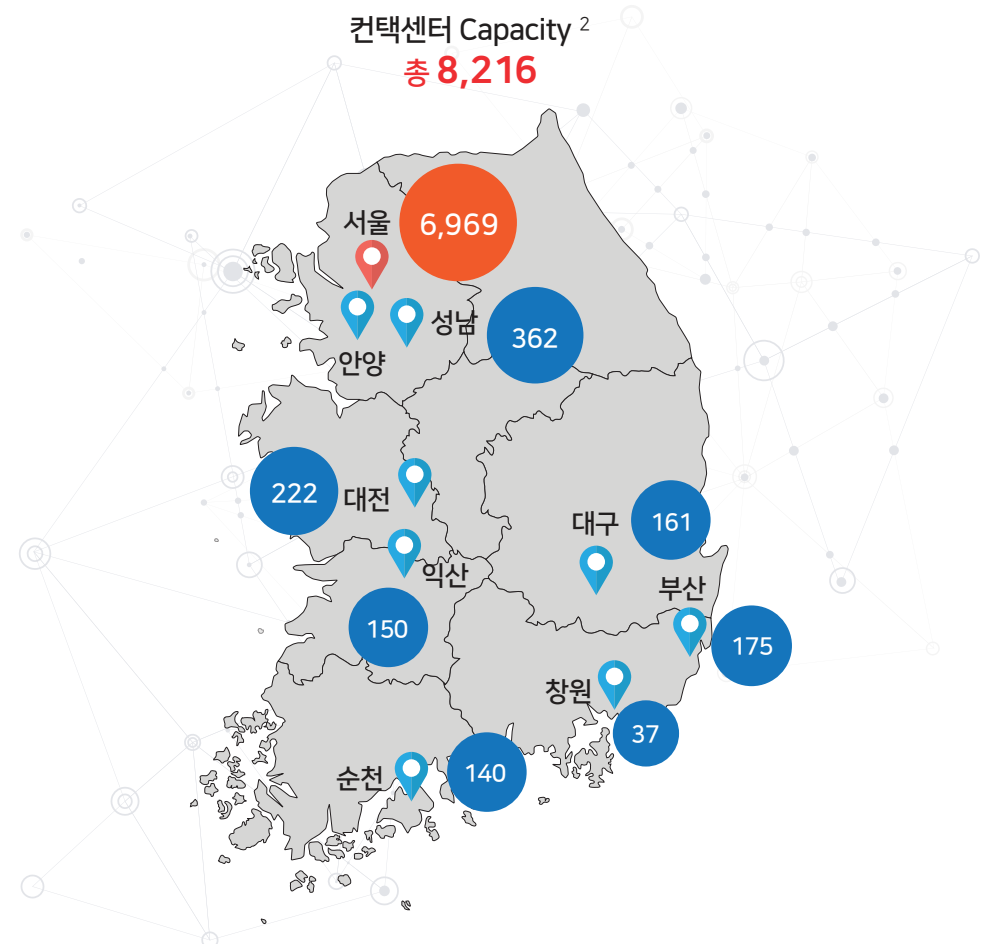 컨택센터 Capacity 2
총 8,216
서울
6,969
성남
362
안양
222
대전
대구
161
익산
부산
150
175
창원
37
순천
140